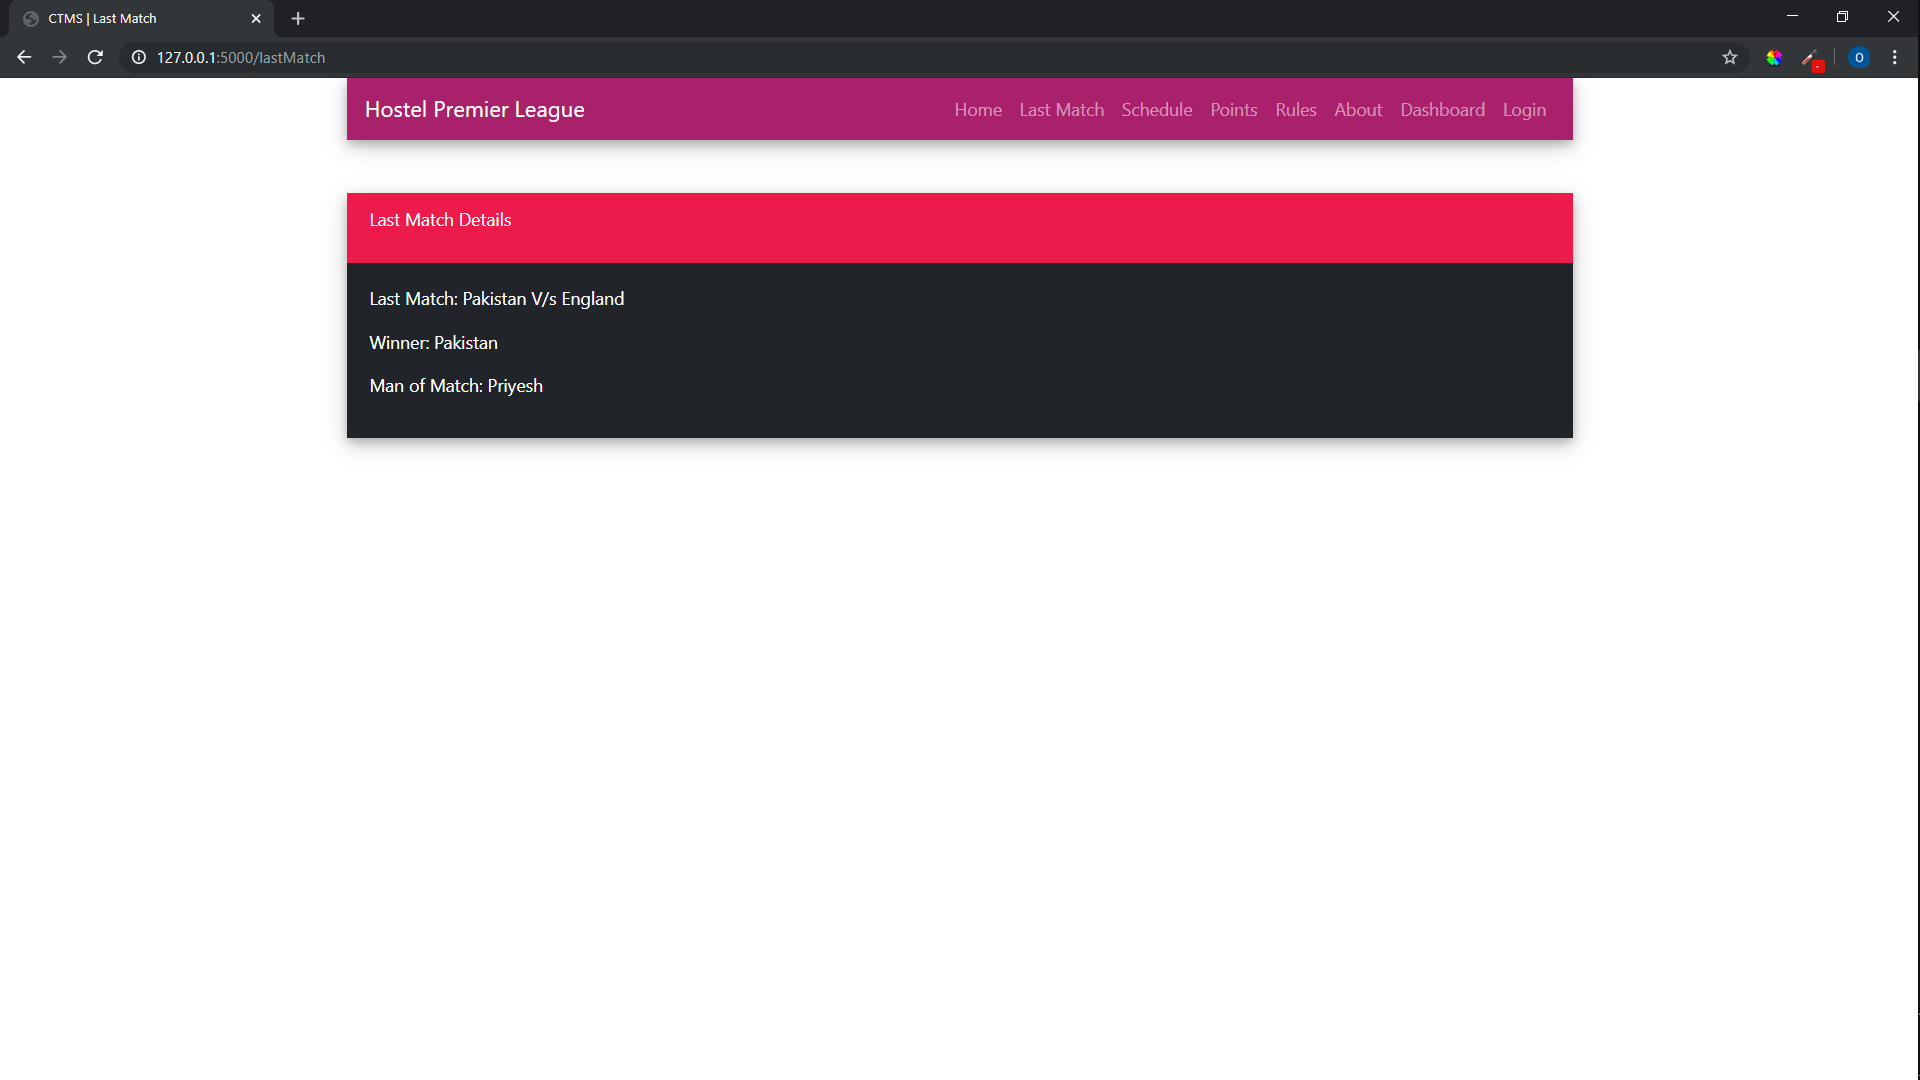 CTMS | Last Match
127.0.0.1:5000/lastMatch
O
Hostel Premier League
Home Last Match Schedule Points Rules About Dashboard Login
Last Match Details
Last Match: Pakistan V/s England
Winner: Pakistan
Man of Match: Priyesh